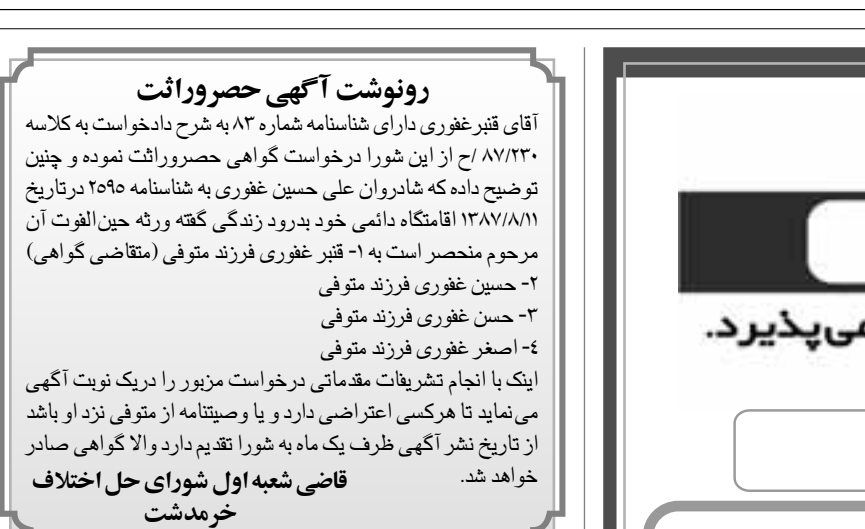 رونوشت آگهی حصروراثت
آقای قنبرغفوری دارای شناسنامه شماره ۸۳ به شرح دادخواست به کلاسه
۸۷/۲۳۰ /ح از این شورا درخواست گواهی حصروراثت نموده و چنین
توضیح داده که شادروان علی حسین غفوری به شناسنامه ۲۵۹۵ درتاریخ
۱۳۸۷/۸/۱۱ اقامتگاه دائمی خود بدرود زندگی گفته ورثه حین‌الفوت آن
مرحوم منحصر است به ۱- قنبر غفوری فرزند متوفی (متقاضی گواهی)
۲- حسین غفوری فرزند متوفی
۳- حسن غفوری فرزند متوفی
۴- اصغر غفوری فرزند متوفی
اینک با انجام تشریفات مقدماتی درخواست مزبور را دریک نوبت آگهی
می‌نماید تا هرکسی اعتراضی دارد و یا وصیتنامه از متوفی نزد او باشد
از تاریخ نشر آگهی ظرف یک ماه به شورا تقدیم دارد والا گواهی صادر
خواهد شد. قاضی شعبه اول شورای حل اختلاف
خرمدشت
می‌پذیرد.